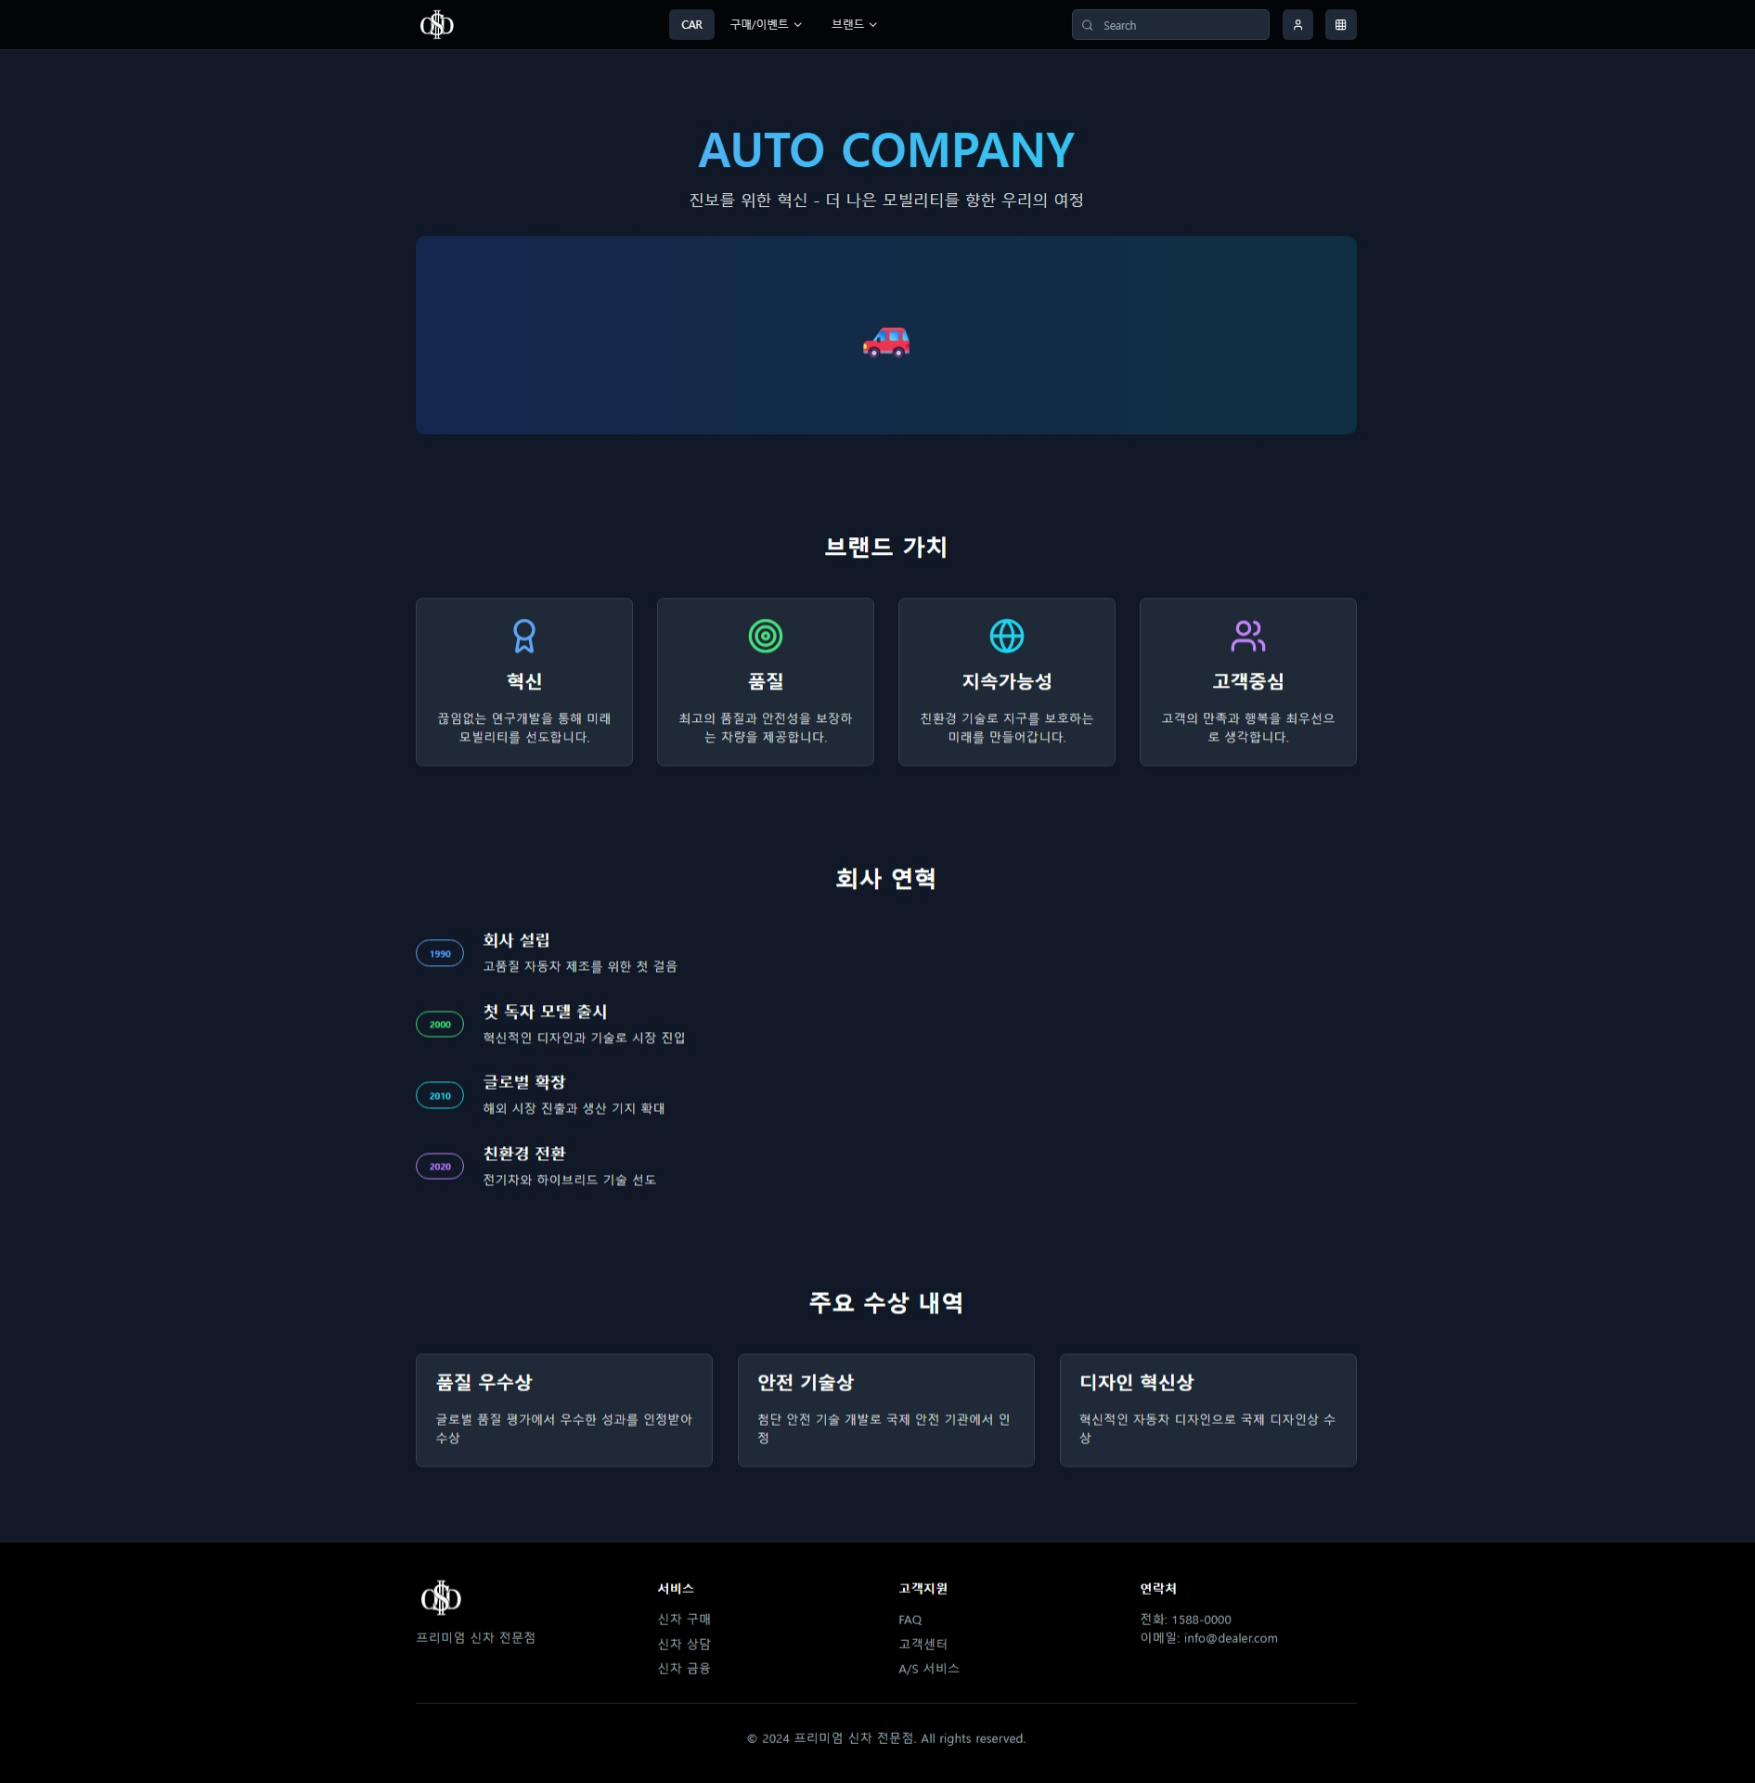 CAR 구매/이벤트 브랜드 Search
AUTO COMPANY
진보를 위한 혁신 - 더 나은 모빌리티를 향한 우리의 여정
브랜드 가치
혁신
끊임없는 연구개발을 통해 미래
모빌리티를 선도합니다.
품질
최고의 품질과 안전성을 보장하
는 차량을 제공합니다.
지속가능성
친환경 기술로 지구를 보호하는
미래를 만들어갑니다.
고객중심
고객의 만족과 행복을 최우선으
로 생각합니다.
회사 연혁
1990
회사 설립
고품질 자동차 제조를 위한 첫 걸음
2000
첫 독자 모델 출시
혁신적인 디자인과 기술로 시장 진입
2010
글로벌 확장
해외 시장 진출과 생산 기지 확대
2020
친환경 전환
전기차와 하이브리드 기술 선도
주요 수상 내역
품질 우수상
글로벌 품질 평가에서 우수한 성과를 인정받아
수상
안전 기술상
첨단 안전 기술 개발로 국제 안전 기관에서 인
정
디자인 혁신상
혁신적인 자동차 디자인으로 국제 디자인상 수
상
프리미엄 신차 전문점
서비스
신차 구매
신차 상담
신차 금융
고객지원
FAQ
고객센터
A/S 서비스
연락처
전화: 1588-0000
이메일: info@dealer.com
© 2024 프리미엄 신차 전문점. All rights reserved.